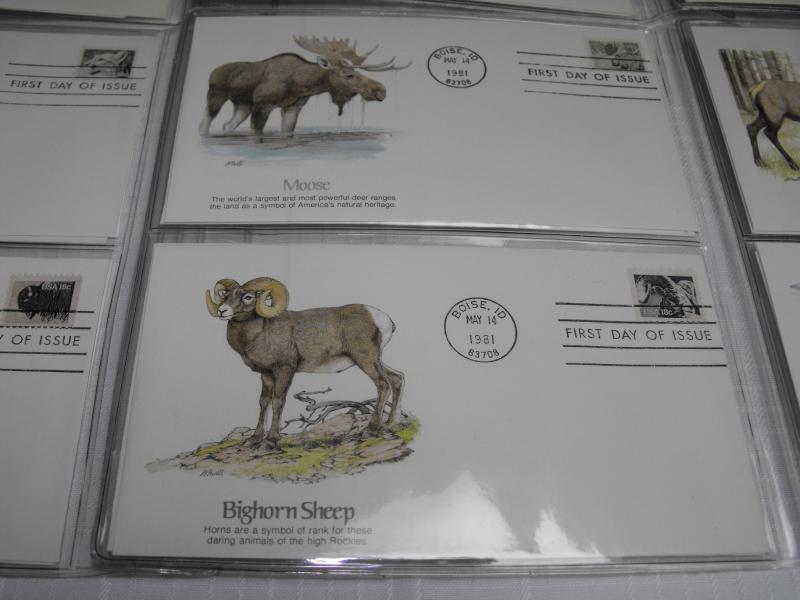 FIRST DAY OF ISSUE
BOISE, ID
MAY 14
1981
83708
FIRST DAY OF ISSUE
Moose
The world's largest and most powerful deer ranges
the land as a symbol of America's natural heritage.
USA 18c
DAY OF ISSUE
BOISE, ID
MAY 14
1981
83708
USA 18c
FIRST DAY OF ISSUE
Bighorn Sheep
Horns are a symbol of rank for these
daring animals of the high Rockies.